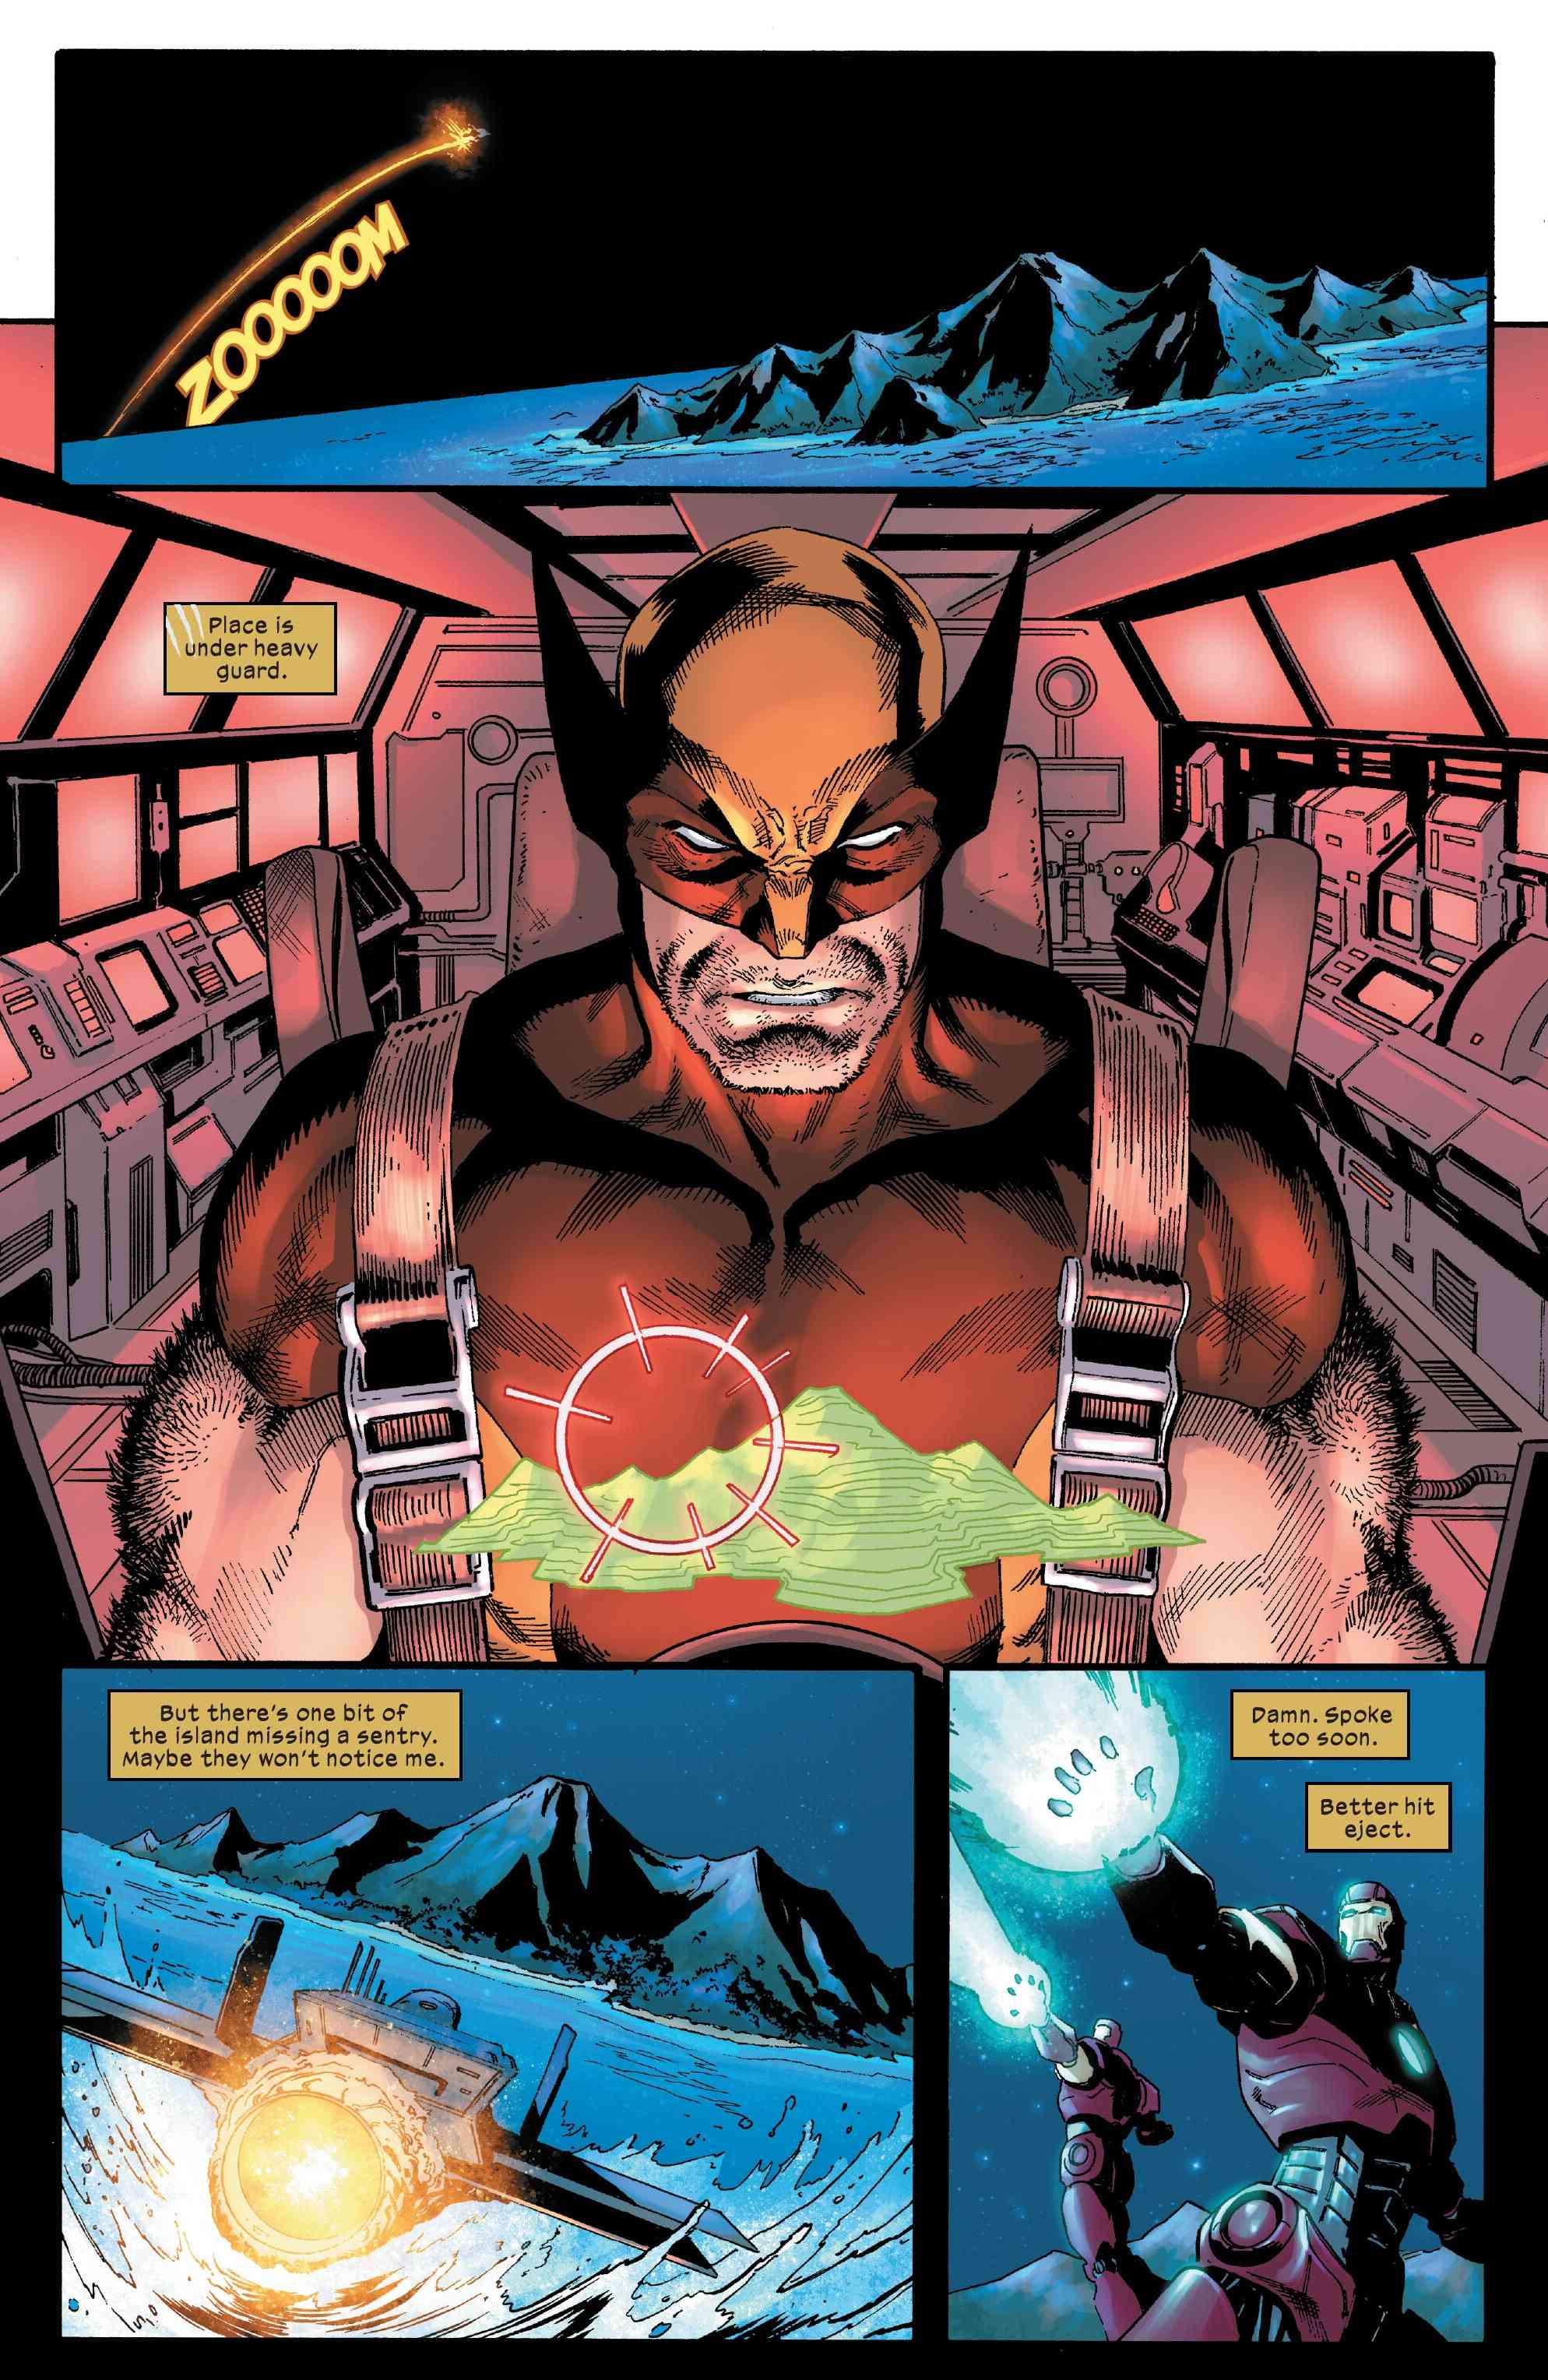 ZOOOOOM
Place is
under heavy
guard.
But there's one bit of
the island missing a sentry.
Maybe they won't notice me.
Damn. Spoke
too soon.
Better hit
eject.